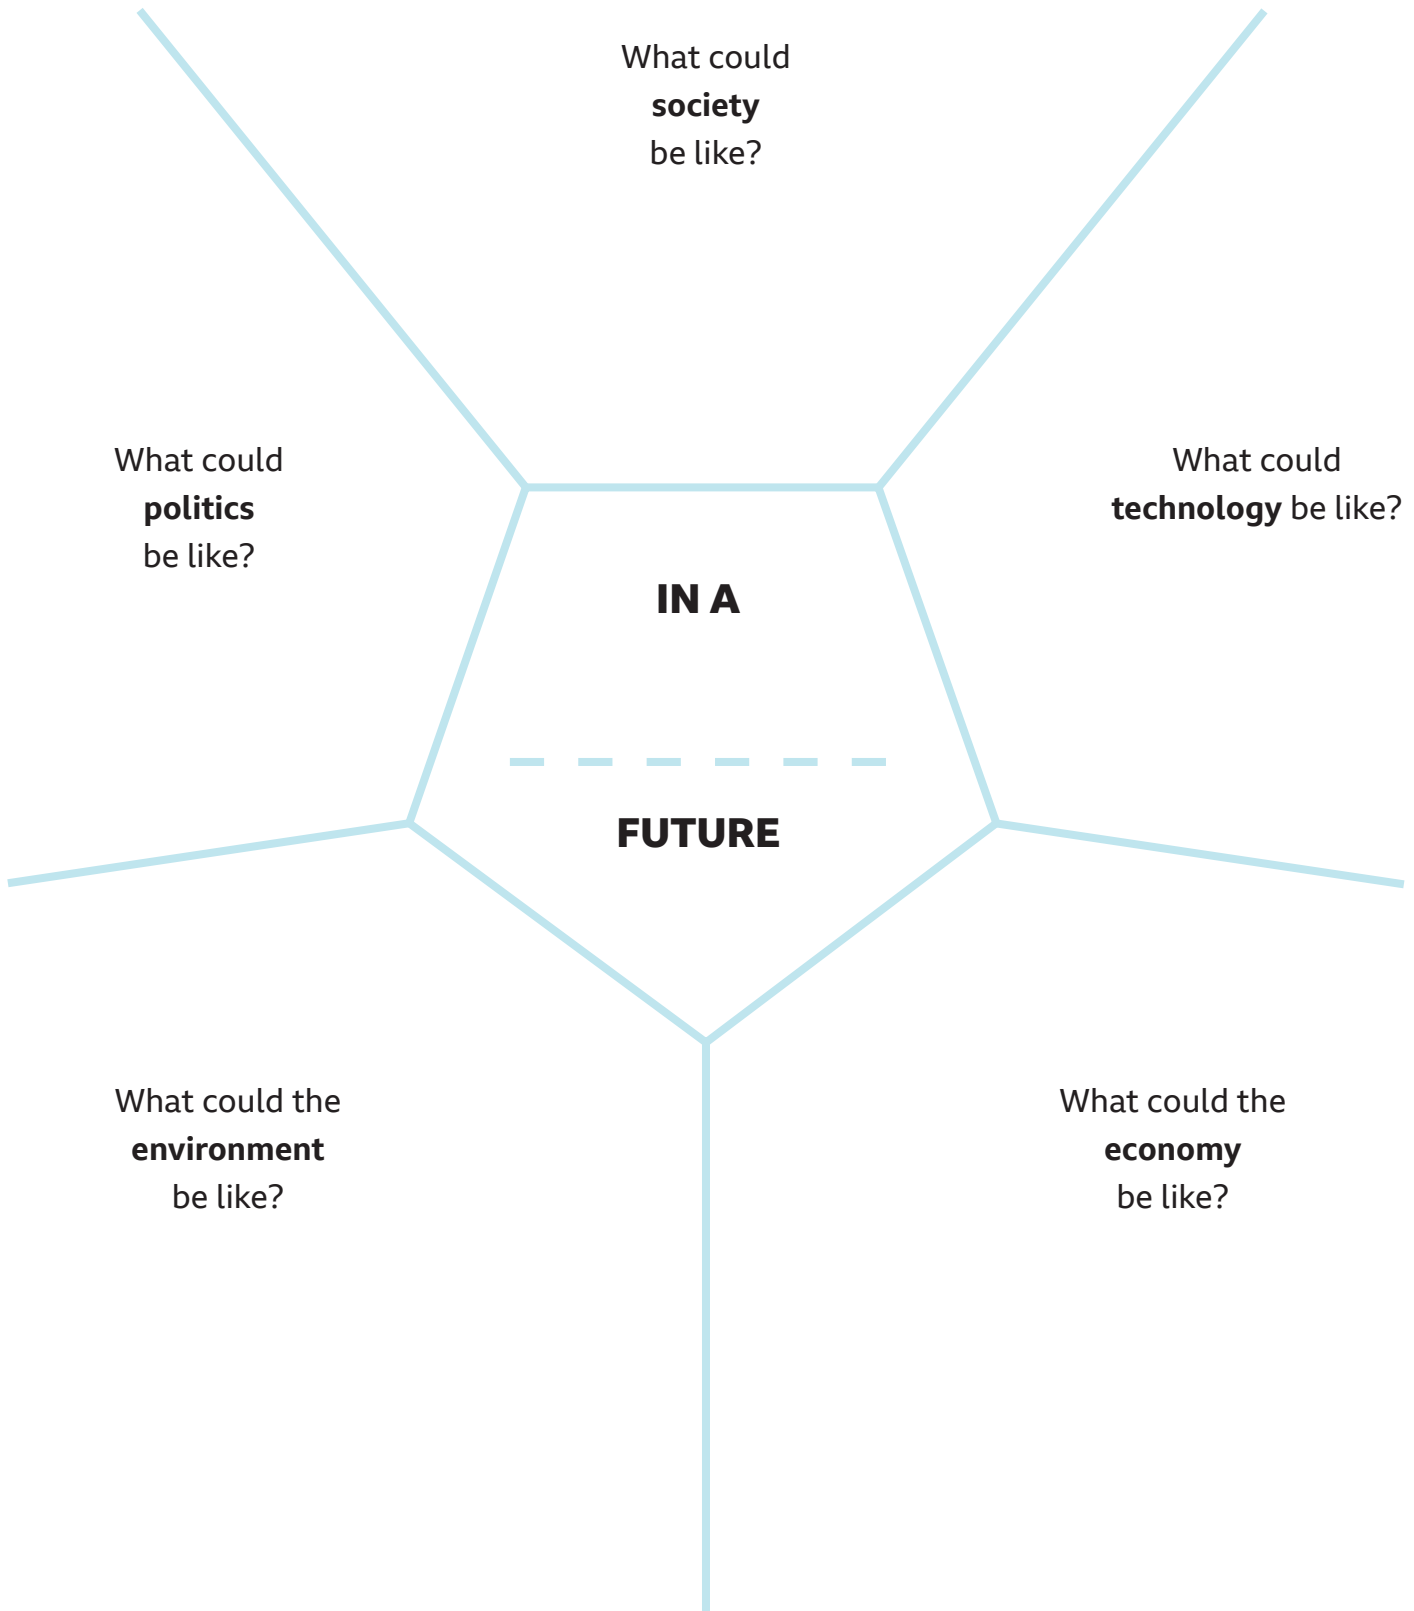 What could
society
be like?
What could
politics
be like?
What could
technology be like?
IN A
FUTURE
What could the
environment
be like?
What could the
economy
be like?